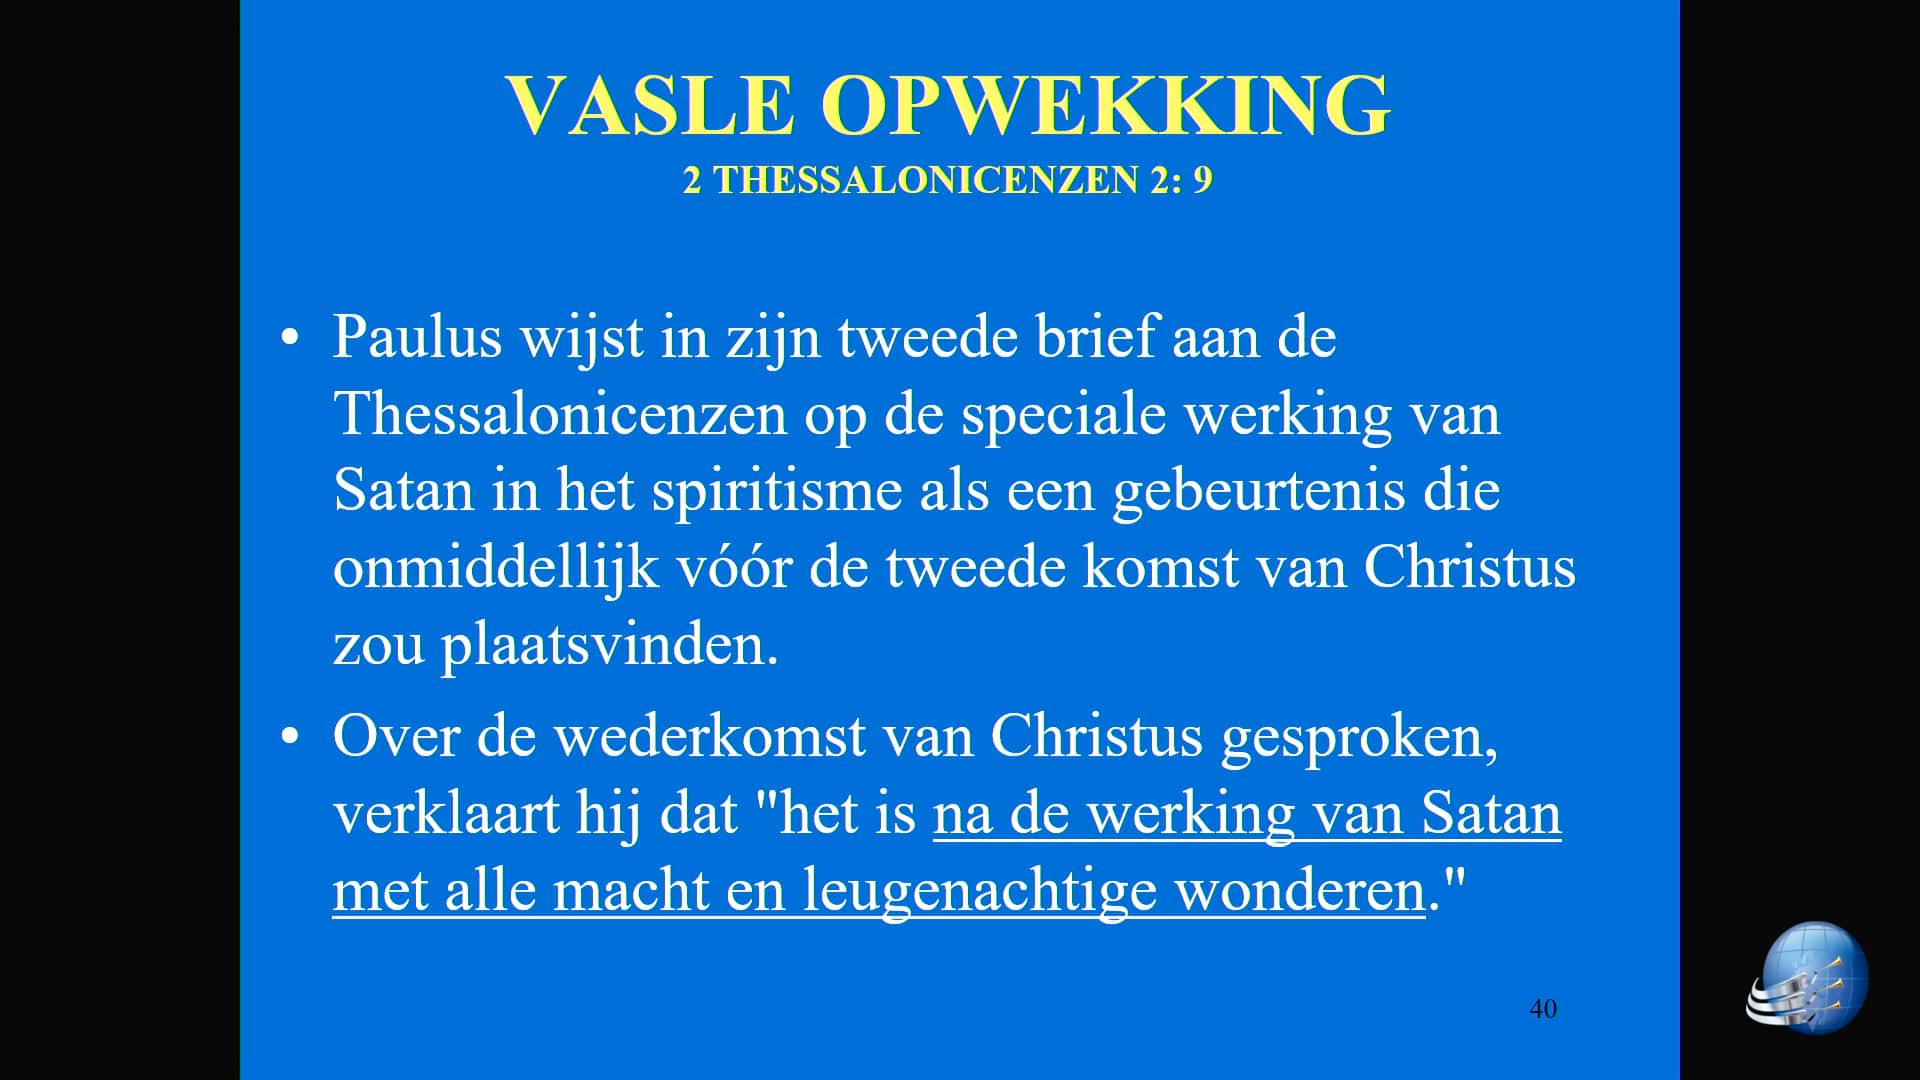 VASLE OPWEKKING
2 THESSALONICENZEN 2: 9
• Paulus wijst in zijn tweede brief aan de
Thessalonicenzen op de speciale werking van
Satan in het spiritisme als een gebeurtenis die
onmiddellijk vóór de tweede komst van Christus
zou plaatsvinden.
• Over de wederkomst van Christus gesproken,
verklaart hij dat "het is na de werking van Satan
met alle macht en leugenachtige wonderen."
40